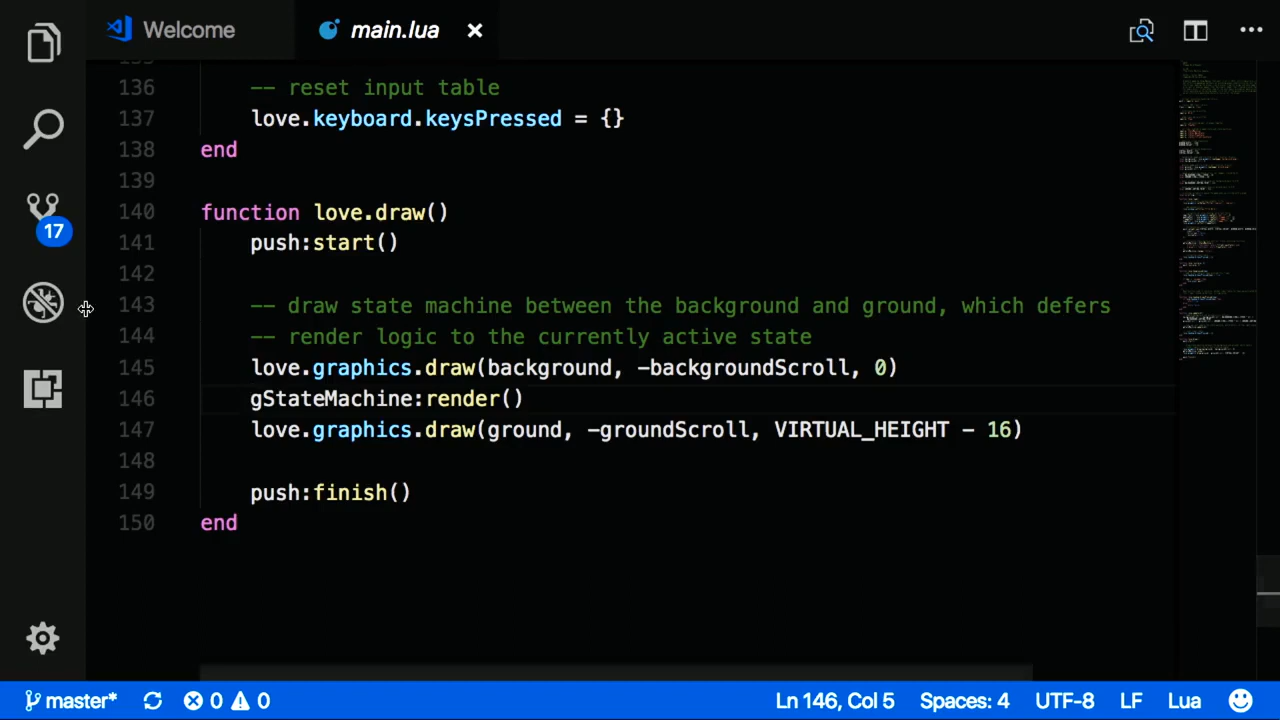 Welcome
main.lua
136 -- reset input table
137 love.keyboard.keysPressed = {}
138 end
139
140 function love.draw()
141 push:start()
142
143 -- draw state machine between the background and ground, which defers
144 -- render logic to the currently active state
145 love.graphics.draw(background, -backgroundScroll, 0)
146 gStateMachine:render()
147 love.graphics.draw(ground, -groundScroll, VIRTUAL_HEIGHT - 16)
148
149 push:finish()
150 end
17
master* 0 0 Ln 146, Col 5 Spaces: 4 UTF-8 LF Lua